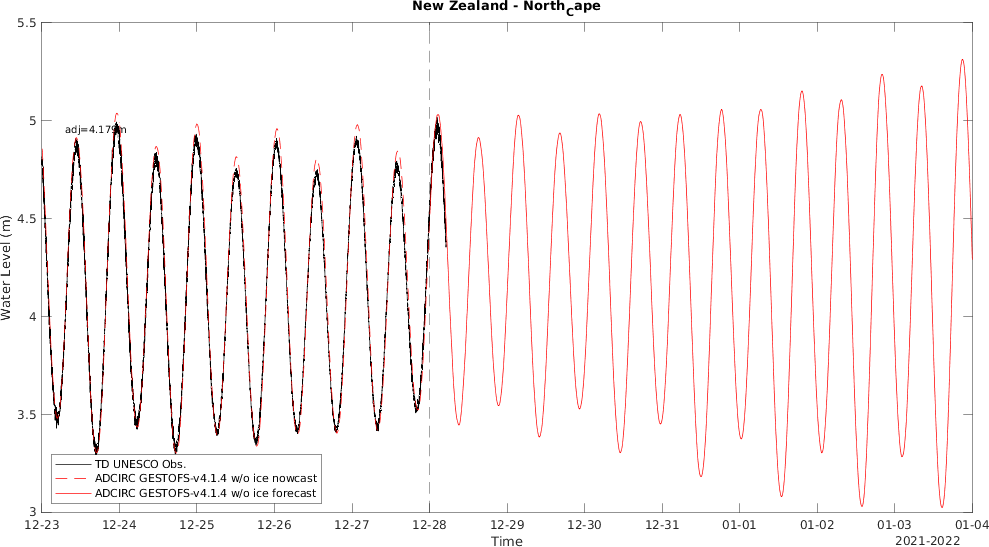 New Zealand - NorthCape
5.5
5
4.5
4
3.5
3
Water Level (m)
adj=4.179m
TD UNESCO Obs.
ADCIRC GESTOFS-v4.1.4 w/o ice nowcast
ADCIRC GESTOFS-v4.1.4 w/o ice forecast
12-23 12-24 12-25 12-26 12-27 12-28 12-29 12-30 12-31 01-01 01-02 01-03 01-04
Time
2021-2022